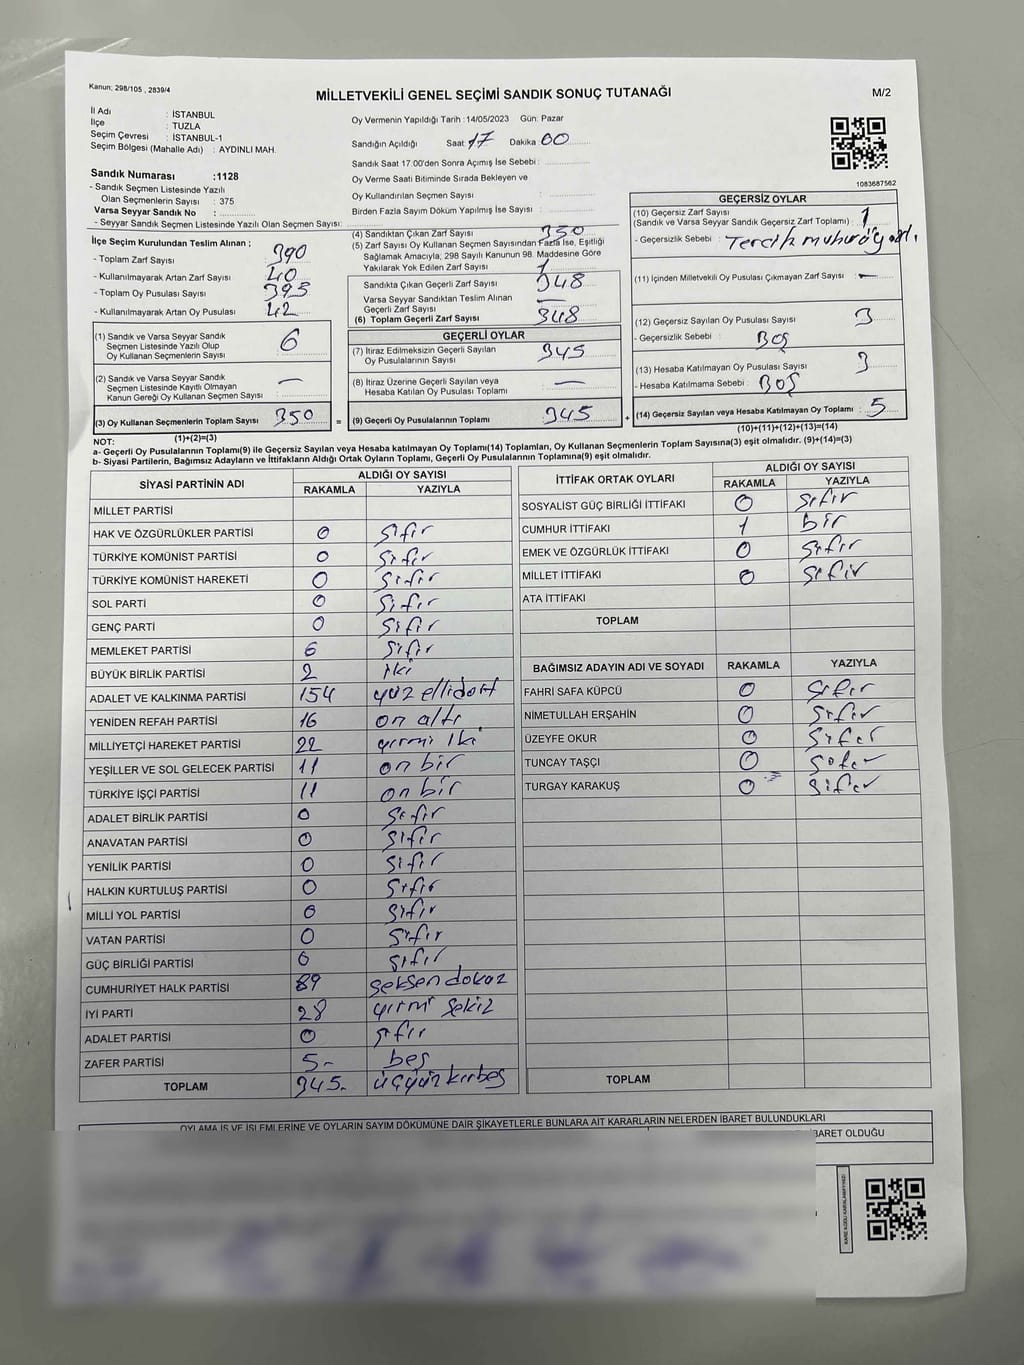 Kanun: 298/105 , 2839/4
MİLLETVEKİLİ GENEL SEÇİMİ SANDIK SONUÇ TUTANAĞI
M/2
İl Adı : İSTANBUL
İlçe : TUZLA
Seçim Çevresi : İSTANBUL-1
Seçim Bölgesi (Mahalle Adı) : AYDINLI MAH.
Sandık Numarası :1128
- Sandık Seçmen Listesinde Yazılı
Olan Seçmenlerin Sayısı : 375
Varsa Seyyar Sandık No :
- Seyyar Sandık Seçmen Listesinde Yazılı Olan Seçmen Sayısı:
Oy Vermenin Yapıldığı Tarih :14/05/2023 Gün: Pazar
Sandığın Açıldığı Saat 17 Dakika 00
Sandık Saat 17.00'den Sonra Açımış İse Sebebi :
Oy Verme Saati Bitiminde Sırada Bekleyen ve
Oy Kullandırılan Seçmen Sayısı :
Birden Fazla Sayım Döküm Yapılmış İse Sayısı :
1083687562
İlçe Seçim Kurulundan Teslim Alınan ;
- Toplam Zarf Sayısı : 390
- Kullanılmayarak Artan Zarf Sayısı : 40
- Toplam Oy Pusulası Sayısı : 393
- Kullanılmayarak Artan Oy Pusulası : 42
(1) Sandık ve Varsa Seyyar Sandık
Seçmen Listesinde Yazılı Olup
Oy Kullanan Seçmenlerin Sayısı : 6
(2) Sandık ve Varsa Seyyar Sandık
Seçmen Listesinde Kayıtlı Olmayan
Kanun Gereği Oy Kullanan Seçmen Sayısı : —
(3) Oy Kullanan Seçmenlerin Toplam Sayısı : 350
(1)+(2)=(3)
(4) Sandıktan Çıkan Zarf Sayısı : 350
(5) Zarf Sayısı Oy Kullanan Seçmen Sayısından Fazla İse, Eşitliği
Sağlamak Amacıyla; 298 Sayılı Kanunun 98. Maddesine Göre
Yakılarak Yok Edilen Zarf Sayısı : 1
Sandıkta Çıkan Geçerli Zarf Sayısı : 348
Varsa Seyyar Sandıktan Teslim Alınan
Geçerli Zarf Sayısı : —
(6) Toplam Geçerli Zarf Sayısı : 348
GEÇERLİ OYLAR
(7) İtiraz Edilmeksizin Geçerli Sayılan
Oy Pusulalarının Sayısı : 345
(8) İtiraz Üzerine Geçerli Sayılan veya
Hesaba Katılan Oy Pusulası Toplamı : —
= (9) Geçerli Oy Pusulalarının Toplamı : 345 +
GEÇERSİZ OYLAR
(10) Geçersiz Zarf Sayısı
(Sandık ve Varsa Seyyar Sandık Geçersiz Zarf Toplamı) : 1
- Geçersizlik Sebebi : Tercih muhürü
(11) İçinden Milletvekili Oy Pusulası Çıkmayan Zarf Sayısı : —
(12) Geçersiz Sayılan Oy Pusulası Sayısı : 3
- Geçersizlik Sebebi : BOŞ
(13) Hesaba Katılmayan Oy Pusulası Sayısı : 3
- Hesaba Katılmama Sebebi : BOŞ
(14) Geçersiz Sayılan veya Hesaba Katılmayan Oy Toplamı : 5
(10)+(11)+(12)+(13)=(14)
NOT:
a- Geçerli Oy Pusulalarının Toplamı(9) ile Geçersiz Sayılan veya Hesaba katılmayan Oy Toplamı(14) Toplamları, Oy Kullanan Seçmenlerin Toplam Sayısına(3) eşit olmalıdır. (9)+(14)=(3)
b- Siyasi Partilerin, Bağımsız Adayların ve İttifakların Aldığı Ortak Oyların Toplamı, Geçerli Oy Pusulalarının Toplamına(9) eşit olmalıdır.
SİYASİ PARTİNİN ADI
ALDIĞI OY SAYISI
RAKAMLA YAZIYLA
MİLLET PARTİSİ
HAK VE ÖZGÜRLÜKLER PARTİSİ 0 sıfır
TÜRKİYE KOMÜNİST PARTİSİ 0 sıfır
TÜRKİYE KOMÜNİST HAREKETİ 0 sıfır
SOL PARTİ 0 sıfır
GENÇ PARTİ 0 sıfır
MEMLEKET PARTİSİ 6 sıfır
BÜYÜK BİRLİK PARTİSİ 2 iki
ADALET VE KALKINMA PARTİSİ 154 yüz ellidört
YENİDEN REFAH PARTİSİ 16 on altı
MİLLİYETÇİ HAREKET PARTİSİ 22 yirmi iki
YEŞİLLER VE SOL GELECEK PARTİSİ 11 on bir
TÜRKİYE İŞÇİ PARTİSİ 11 on bir
ADALET BİRLİK PARTİSİ 0 sıfır
ANAVATAN PARTİSİ 0 sıfır
YENİLİK PARTİSİ 0 sıfır
HALKIN KURTULUŞ PARTİSİ 0 sıfır
MİLLİ YOL PARTİSİ 0 sıfır
VATAN PARTİSİ 0 sıfır
GÜÇ BİRLİĞİ PARTİSİ 0 sıfır
CUMHURİYET HALK PARTİSİ 89 seksen dokuz
İYİ PARTİ 28 yirmi sekiz
ADALET PARTİSİ 0 sıfır
ZAFER PARTİSİ 5- beş
TOPLAM 345- üçyüz kırbeş
İTTİFAK ORTAK OYLARI
ALDIĞI OY SAYISI
RAKAMLA YAZIYLA
SOSYALİST GÜÇ BİRLİĞİ İTTİFAKI 0 sıfır
CUMHUR İTTİFAKI 1 bir
EMEK VE ÖZGÜRLÜK İTTİFAKI 0 sıfır
MİLLET İTTİFAKI 0 sıfır
ATA İTTİFAKI
TOPLAM
BAĞIMSIZ ADAYIN ADI VE SOYADI RAKAMLA YAZIYLA
FAHRİ SAFA KÜPCÜ 0 sıfır
NİMETULLAH ERŞAHİN 0 sıfır
ÜZEYFE OKUR 0 sıfır
TUNCAY TAŞÇI 0 sıfır
TURGAY KARAKUŞ 0 sıfır
TOPLAM
OYLAMA İŞ VE İŞLEMLERİNE VE OYLARIN SAYIM DÖKÜMÜNE DAİR ŞİKAYETLERLE BUNLARA AİT KARARLARIN NELERDEN İBARET BULUNDUKLARI
İBARET OLDUĞU